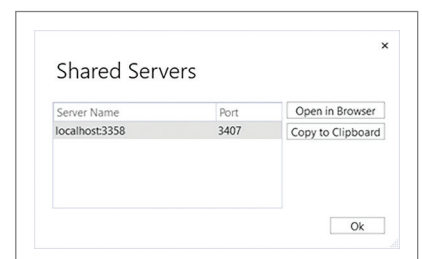 ×
Shared Servers
Server Name Port Open in Browser
localhost:3358 3407 Copy to Clipboard
Ok